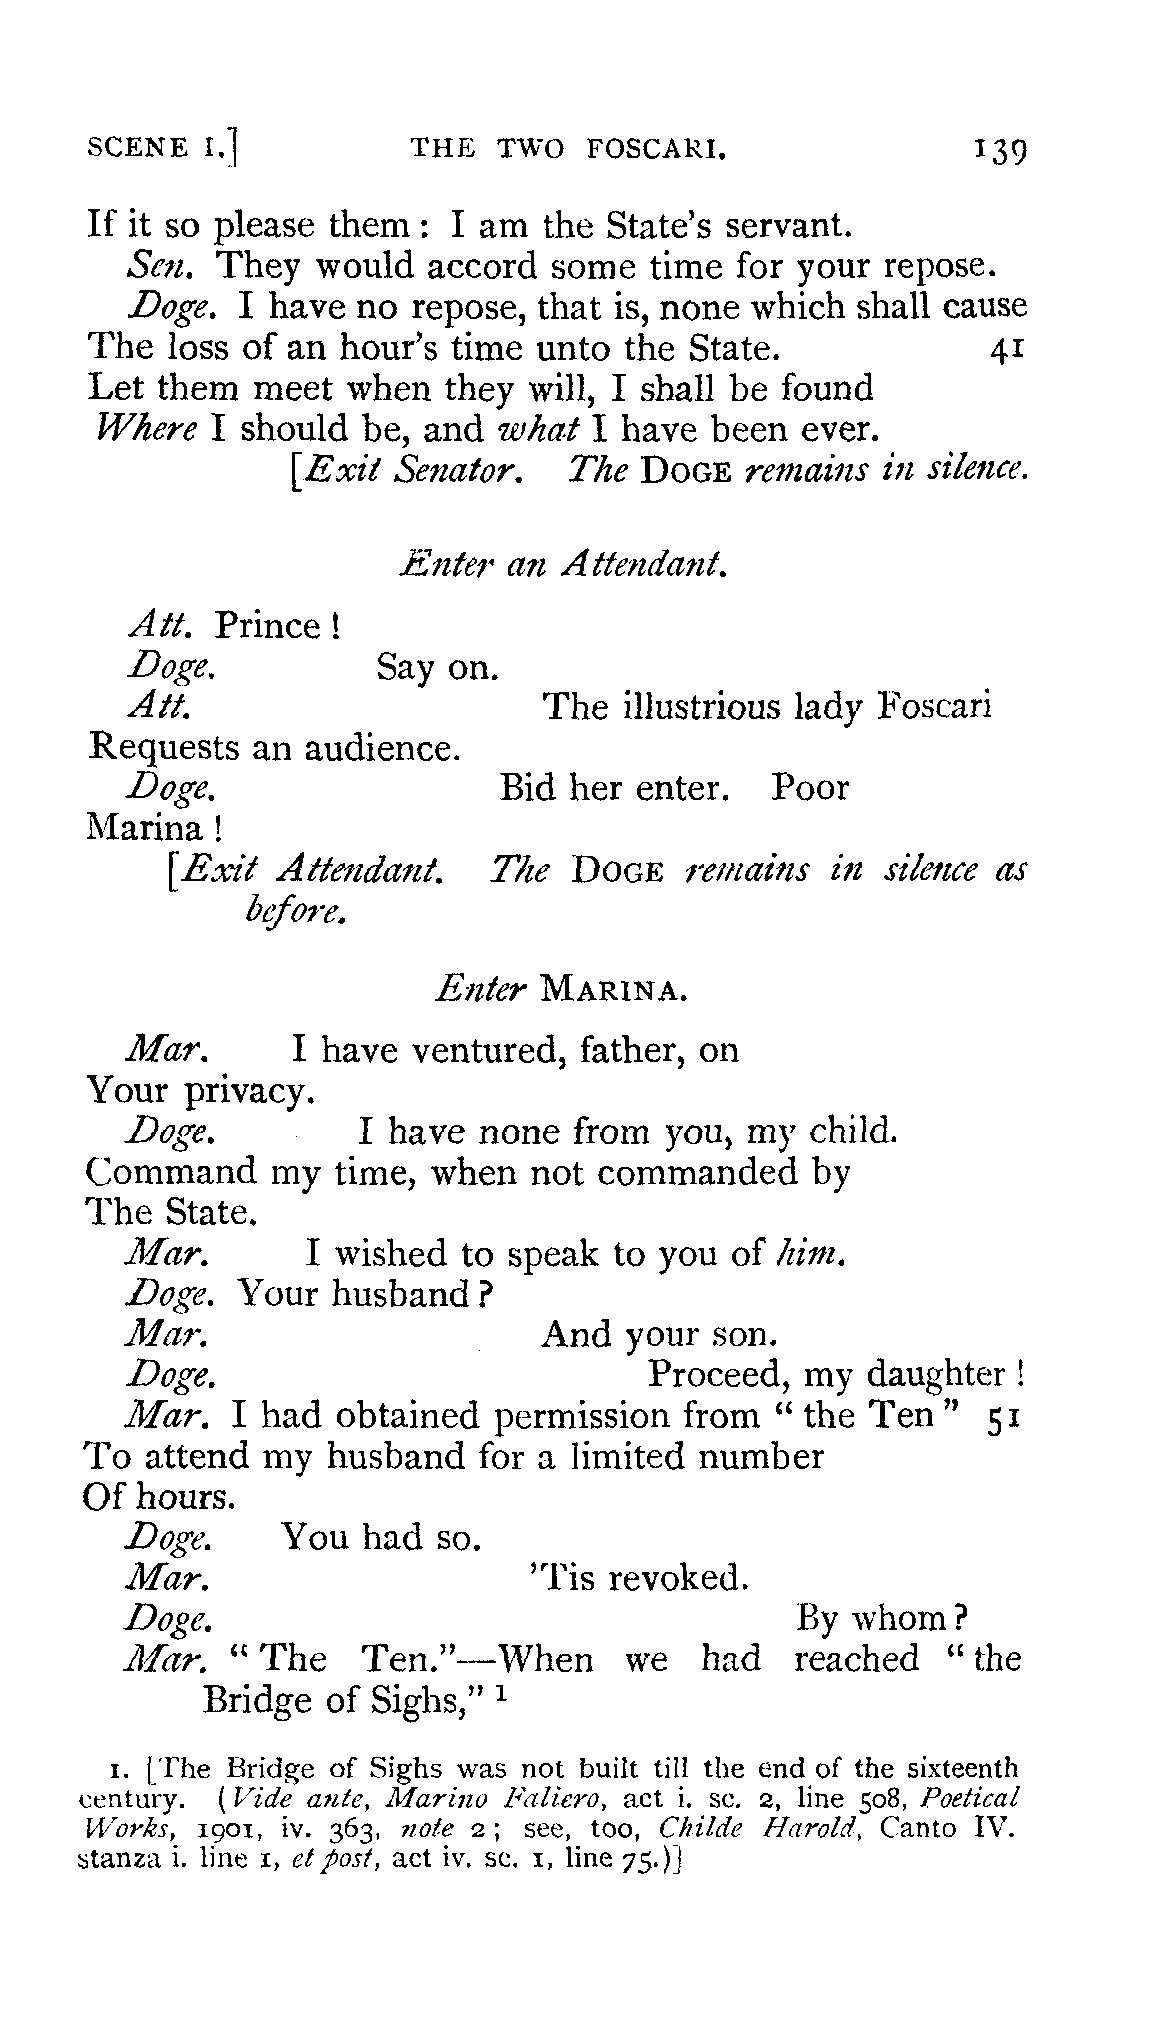 SCENE I.] THE TWO FOSCARI. 139
If it so please them : I am the State's servant.
Sen. They would accord some time for your repose.
Doge. I have no repose, that is, none which shall cause
The loss of an hour's time unto the State. 41
Let them meet when they will, I shall be found
Where I should be, and what I have been ever.
[Exit Senator. The DOGE remains in silence.
Enter an Attendant.
Att. Prince !
Doge. Say on.
Att. The illustrious lady Foscari
Requests an audience.
Doge. Bid her enter. Poor
Marina !
[Exit Attendant. The DOGE remains in silence as
before.
Enter MARINA.
Mar. I have ventured, father, on
Your privacy.
Doge. I have none from you, my child.
Command my time, when not commanded by
The State.
Mar. I wished to speak to you of him.
Doge. Your husband ?
Mar. And your son.
Doge. Proceed, my daughter !
Mar. I had obtained permission from " the Ten " 51
To attend my husband for a limited number
Of hours.
Doge. You had so.
Mar. 'Tis revoked.
Doge. By whom ?
Mar. " The Ten."—When we had reached " the
Bridge of Sighs," 1
1. [The Bridge of Sighs was not built till the end of the sixteenth
century. (Vide ante, Marino Faliero, act i. sc. 2, line 508, Poetical
Works, 1901, iv. 363, note 2 ; see, too, Childe Harold, Canto IV.
stanza i. line 1, et post, act iv. sc. 1, line 75.)]